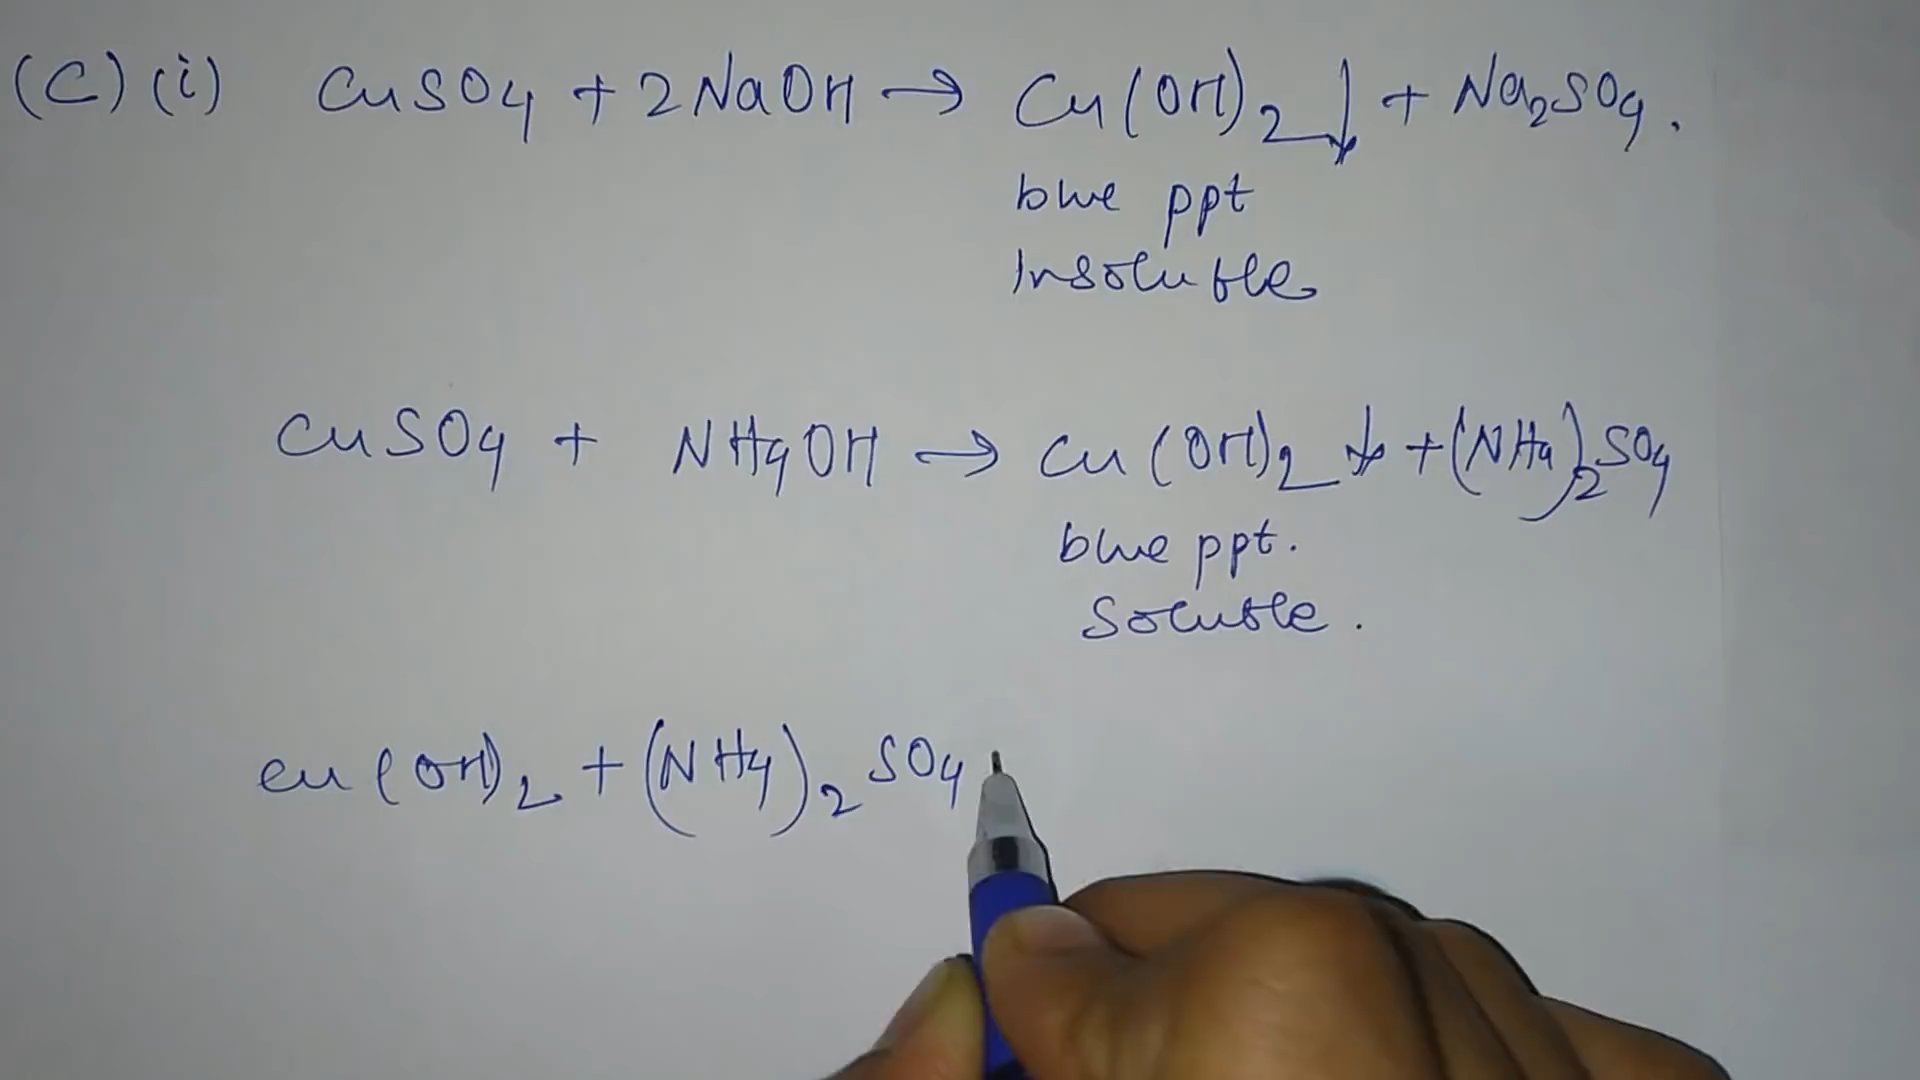 (C) (i) CuSO4 + 2NaOH → Cu(OH)2↓ + Na2SO4.
blue ppt
Insoluble
CuSO4 + NH4OH → Cu(OH)2↓ + (NH4)2SO4
blue ppt.
Soluble.
Cu(OH)2 + (NH4)2SO4